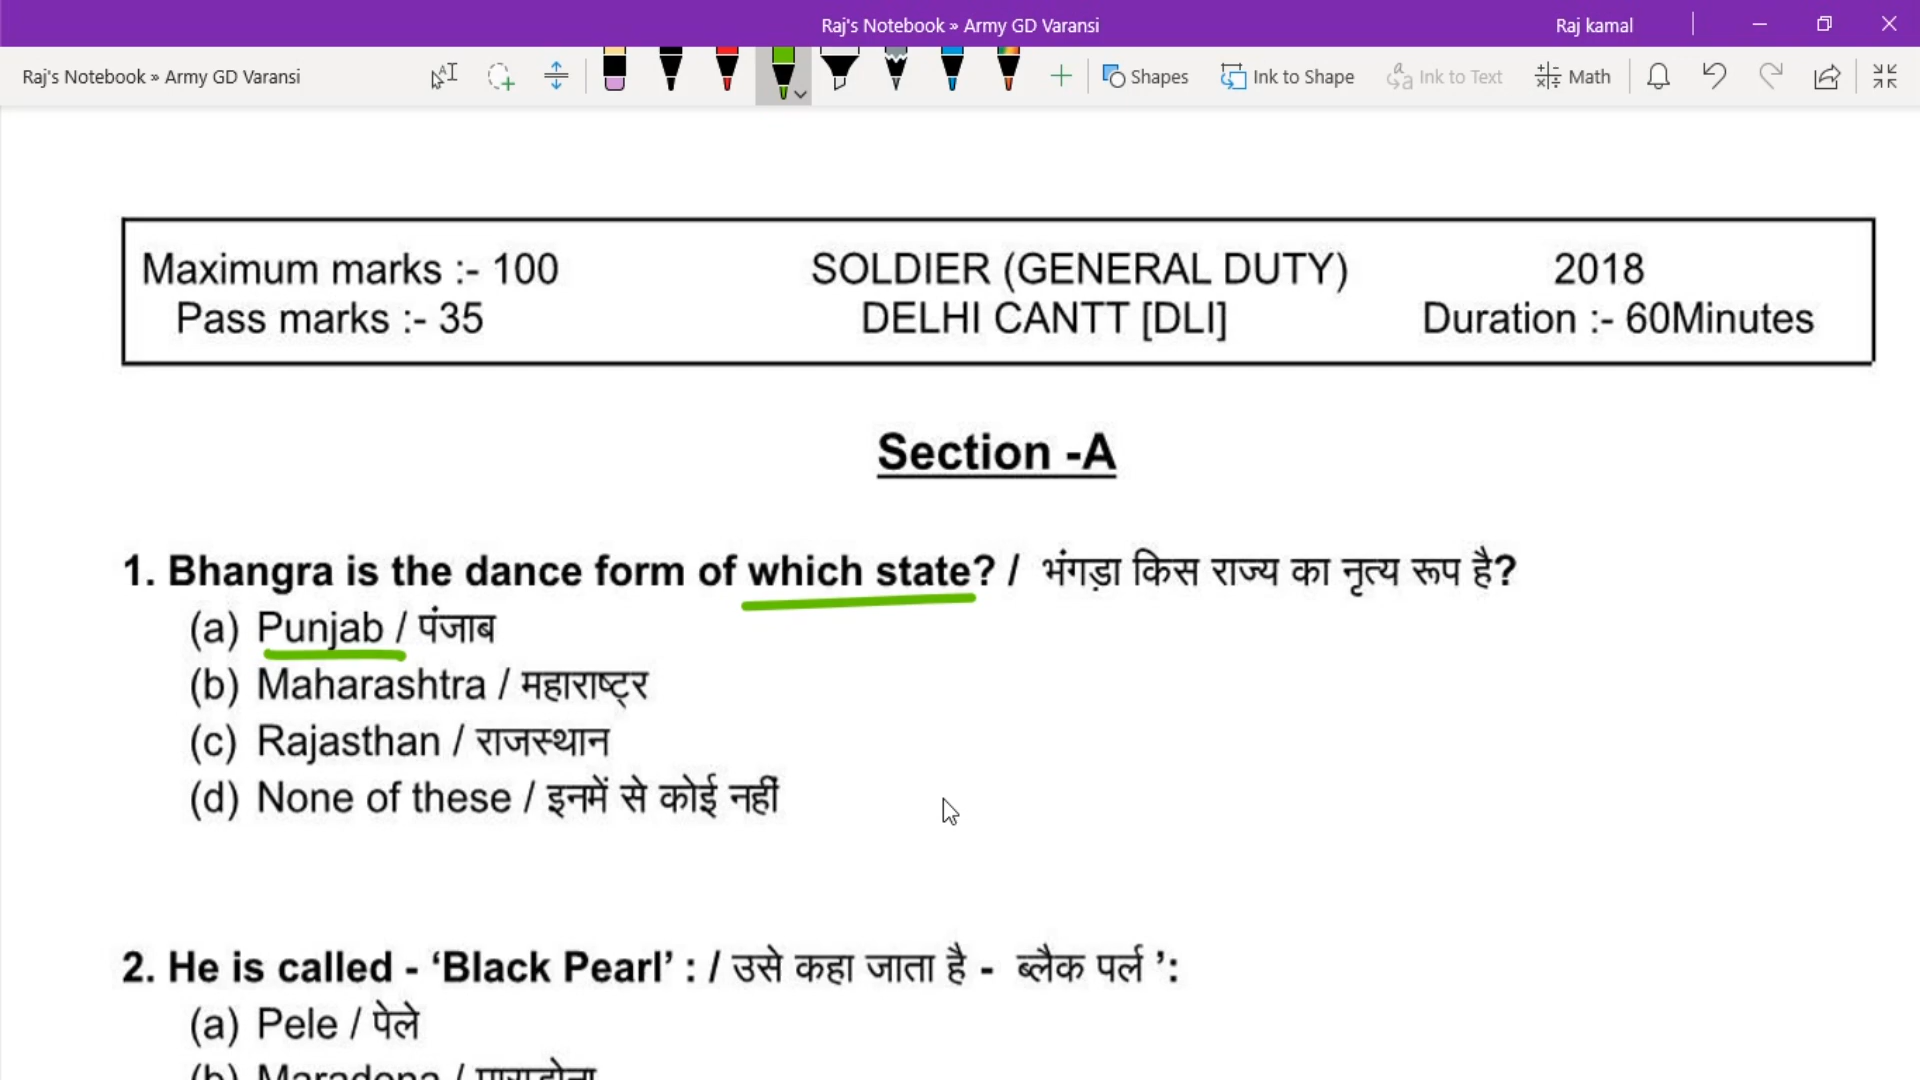 Raj's Notebook » Army GD Varansi
Raj kamal
Raj's Notebook » Army GD Varansi
Shapes
Ink to Shape
Ink to Text
Math
Maximum marks :- 100 SOLDIER (GENERAL DUTY) 2018
Pass marks :- 35 DELHI CANTT [DLI] Duration :- 60Minutes
Section -A
1. Bhangra is the dance form of which state? / भंगड़ा किस राज्य का नृत्य रूप है?
(a) Punjab / पंजाब
(b) Maharashtra / महाराष्ट्र
(c) Rajasthan / राजस्थान
(d) None of these / इनमें से कोई नहीं
2. He is called - ‘Black Pearl’ : / उसे कहा जाता है - ब्लैक पर्ल ’:
(a) Pele / पेले
(b) Maradona /